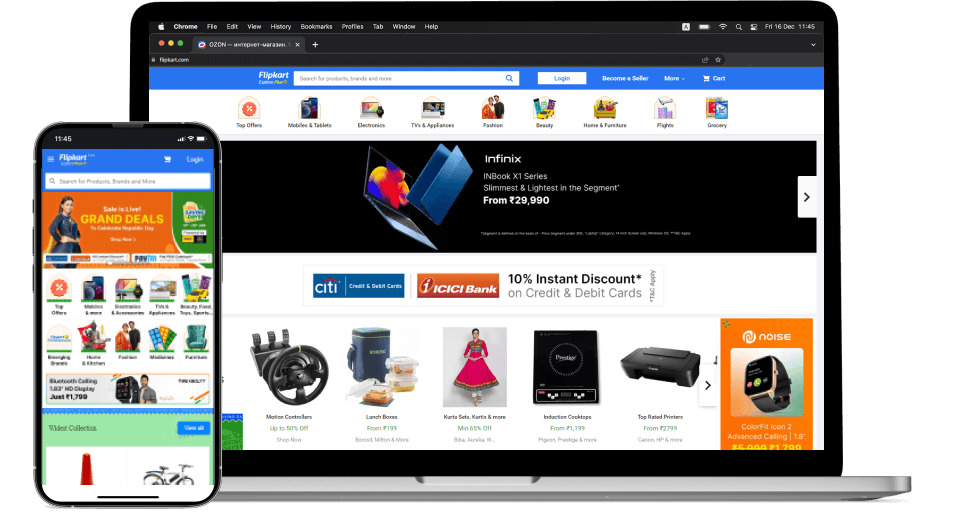 Chrome File Edit View History Bookmarks Profiles Tab Window Help
A Fri 16 Dec 11:45
OZON — интернет-магазин.
flipkart.com
Flipkart
Explore Plus
Search for products, brands and more
Login
Become a Seller
More
Cart
Top Offers
Mobiles & Tablets
Electronics
TVs & Appliances
Fashion
Beauty
Home & Furniture
Flights
Grocery
Infinix
INBook X1 Series
Slimmest & Lightest in the Segment*
From ₹29,990
citi Credit & Debit Cards
ICICI Bank
10% Instant Discount*
on Credit & Debit Cards
*T&C Apply
Motion Controllers
Up to 50% Off
Shop Now
Lunch Boxes
From ₹199
Borosil, Milton & More
Kurta Sets, Kurtis & more
Min 65% Off
Biba, Aurelia, W...
Prestige
Induction Cooktops
From ₹1,199
Pigeon, Prestige & more
Canon
Top Rated Printers
From ₹2799
Canon, HP & more
NOISE
ColorFit Icon 2
Advanced Calling | 1.8"
₹5,999 ₹1,799
11:45
Flipkart
Login
Search for Products, Brands and More
Sale is Live!
GRAND DEALS
To Celebrate Republic Day
Shop Now >
Top
Offers
Mobiles
& more
Electronics
& Accessories
TVs &
Appliances
Beauty, Food,
Toys, Sports...
Emerging
Brands
Home
& Kitchen
Fashion
Medicines
Furniture
Bluetooth Calling
1.83" HD Display
Just ₹1,799
FIRE-BOLTT
Widest Collection
View all